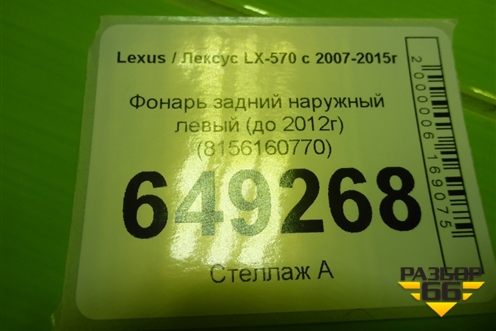 Lexus / Лексус LX-570 с 2007-2015г
Фонарь задний наружный
левый (до 2012г)
(8156160770)
649268
Стеллаж А
2000006169075
РАЗБОР
66